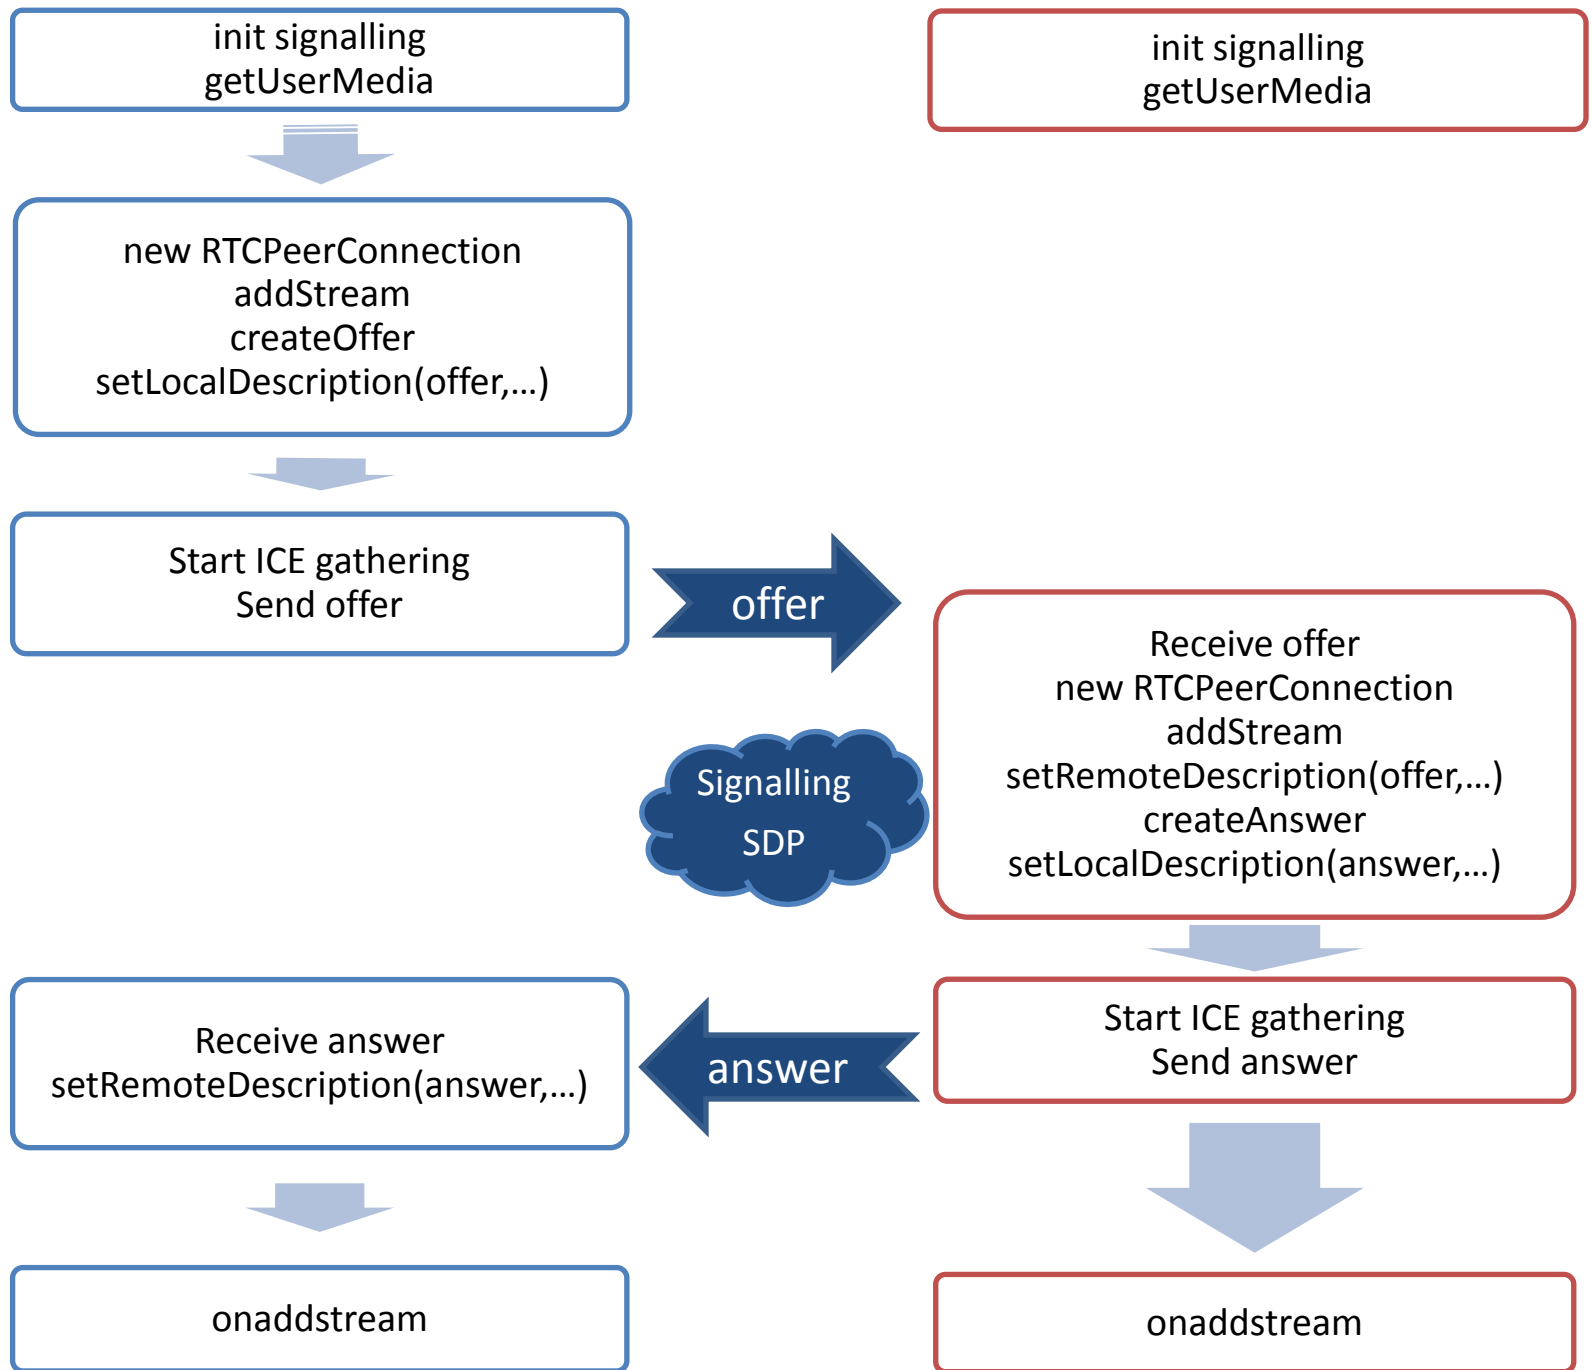 init signalling
getUserMedia
init signalling
getUserMedia
new RTCPeerConnection
addStream
createOffer
setLocalDescription(offer,…)
Start ICE gathering
Send offer
offer
Receive offer
new RTCPeerConnection
addStream
setRemoteDescription(offer,…)
createAnswer
setLocalDescription(answer,…)
Signalling
SDP
Start ICE gathering
Send answer
answer
Receive answer
setRemoteDescription(answer,…)
onaddstream
onaddstream